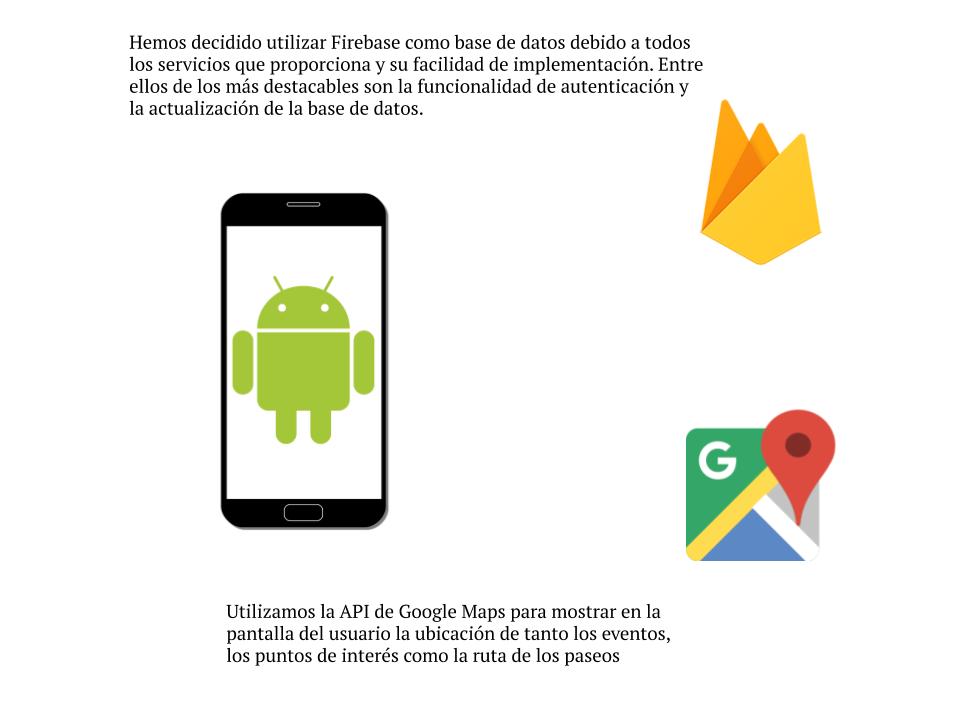 Hemos decidido utilizar Firebase como base de datos debido a todos
los servicios que proporciona y su facilidad de implementación. Entre
ellos de los más destacables son la funcionalidad de autenticación y
la actualización de la base de datos.
G
Utilizamos la API de Google Maps para mostrar en la
pantalla del usuario la ubicación de tanto los eventos,
los puntos de interés como la ruta de los paseos